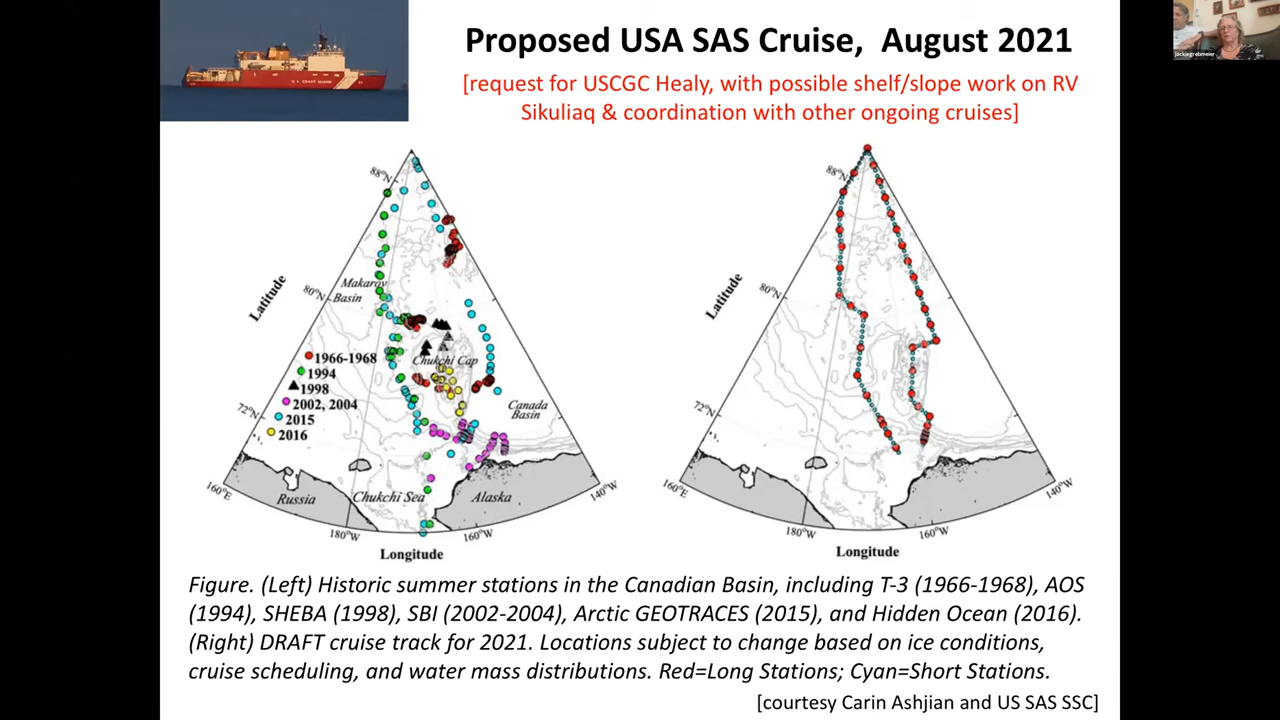 Proposed USA SAS Cruise, August 2021
[request for USCGC Healy, with possible shelf/slope work on RV
Sikuliaq & coordination with other ongoing cruises]
jackiegrebmeier
U.S. COAST GUARD
88°N
Makarov
Basin
80°N
Latitude
Chukchi Cap
1966-1968
1994
1998
2002, 2004
2015
2016
72°N
Canada
Basin
160°E
Russia
Chukchi Sea
Alaska
140°W
180°W
160°W
Longitude
88°N
80°N
Latitude
72°N
160°E
140°W
180°W
160°W
Longitude
Figure. (Left) Historic summer stations in the Canadian Basin, including T-3 (1966-1968), AOS
(1994), SHEBA (1998), SBI (2002-2004), Arctic GEOTRACES (2015), and Hidden Ocean (2016).
(Right) DRAFT cruise track for 2021. Locations subject to change based on ice conditions,
cruise scheduling, and water mass distributions. Red=Long Stations; Cyan=Short Stations.
[courtesy Carin Ashjian and US SAS SSC]